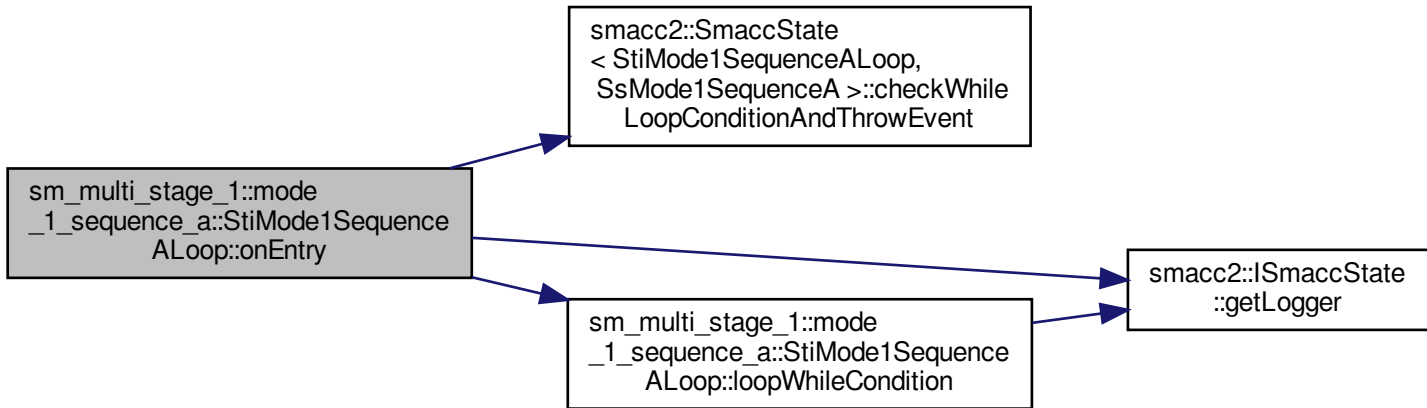 smacc2::SmaccState
< StiMode1SequenceALoop,
SsMode1SequenceA >::checkWhile
LoopConditionAndThrowEvent
sm_multi_stage_1::mode
_1_sequence_a::StiMode1Sequence
ALoop::onEntry
smacc2::ISmaccState
::getLogger
sm_multi_stage_1::mode
_1_sequence_a::StiMode1Sequence
ALoop::loopWhileCondition